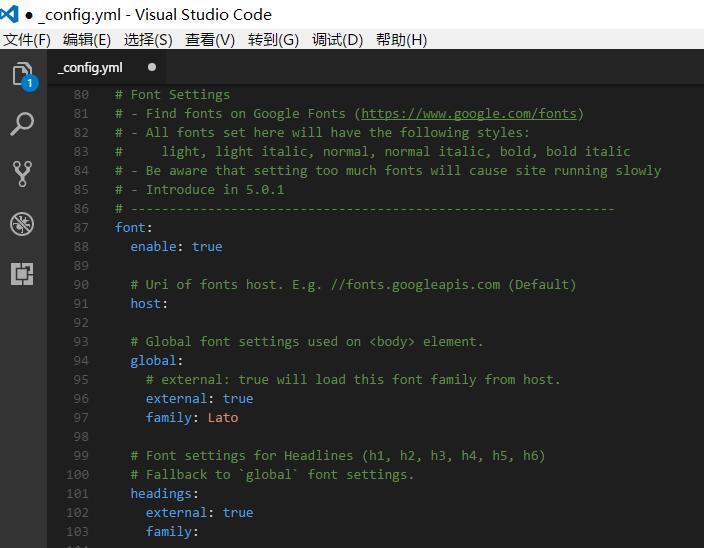 ● _config.yml - Visual Studio Code
文件(F) 编辑(E) 选择(S) 查看(V) 转到(G) 调试(D) 帮助(H)
1
_config.yml ●
80 # Font Settings
81 # - Find fonts on Google Fonts (https://www.google.com/fonts)
82 # - All fonts set here will have the following styles:
83 #     light, light italic, normal, normal italic, bold, bold italic
84 # - Be aware that setting too much fonts will cause site running slowly
85 # - Introduce in 5.0.1
86 # ---------------------------------------------------------------
87 font:
88   enable: true
89
90   # Uri of fonts host. E.g. //fonts.googleapis.com (Default)
91   host:
92
93   # Global font settings used on <body> element.
94   global:
95     # external: true will load this font family from host.
96     external: true
97     family: Lato
98
99   # Font settings for Headlines (h1, h2, h3, h4, h5, h6)
100   # Fallback to `global` font settings.
101   headings:
102     external: true
103     family: